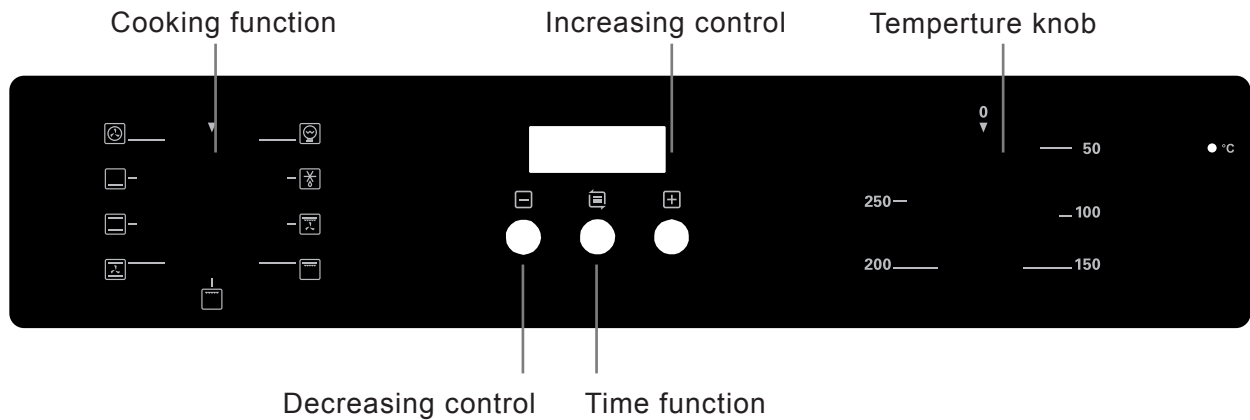 Cooking function
Increasing control
Temperture knob
0
50
°C
250
100
200
150
Decreasing control
Time function